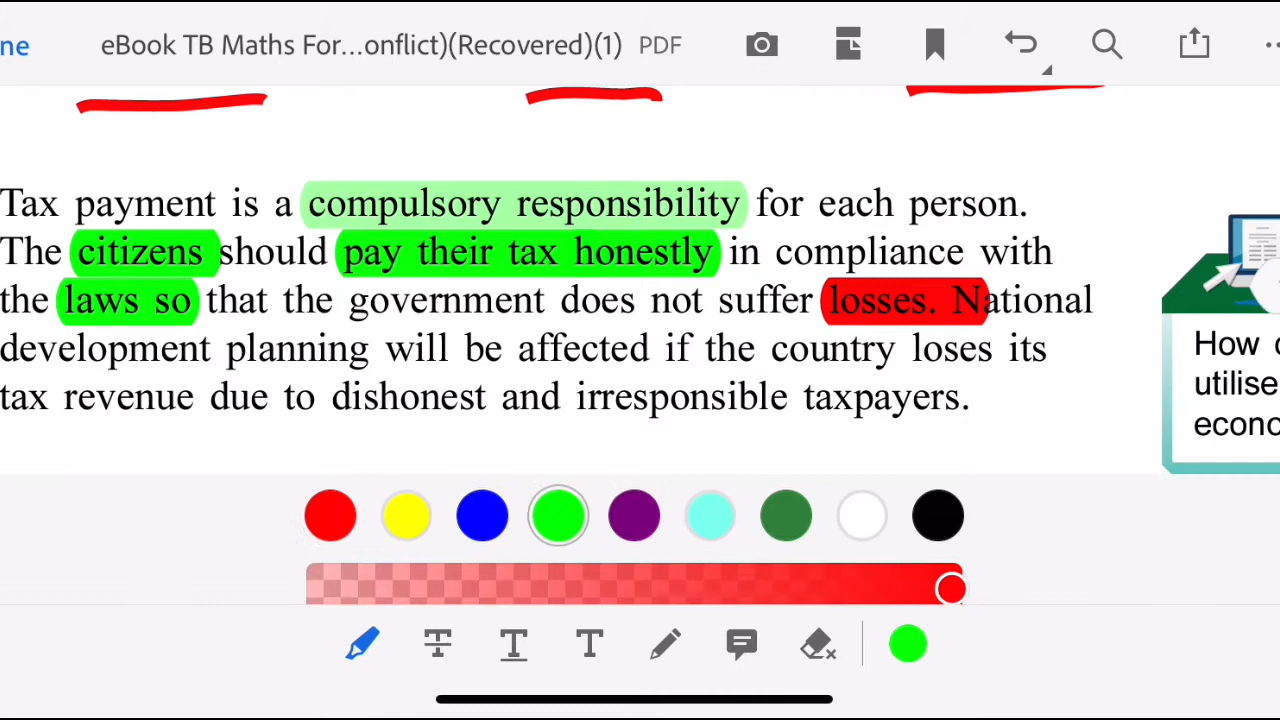 ne
eBook TB Maths For…onflict)(Recovered)(1) PDF
Tax payment is a compulsory responsibility for each person.
The citizens should pay their tax honestly in compliance with
the laws so that the government does not suffer losses. National
development planning will be affected if the country loses its
tax revenue due to dishonest and irresponsible taxpayers.
How
utilise
econo
T T T